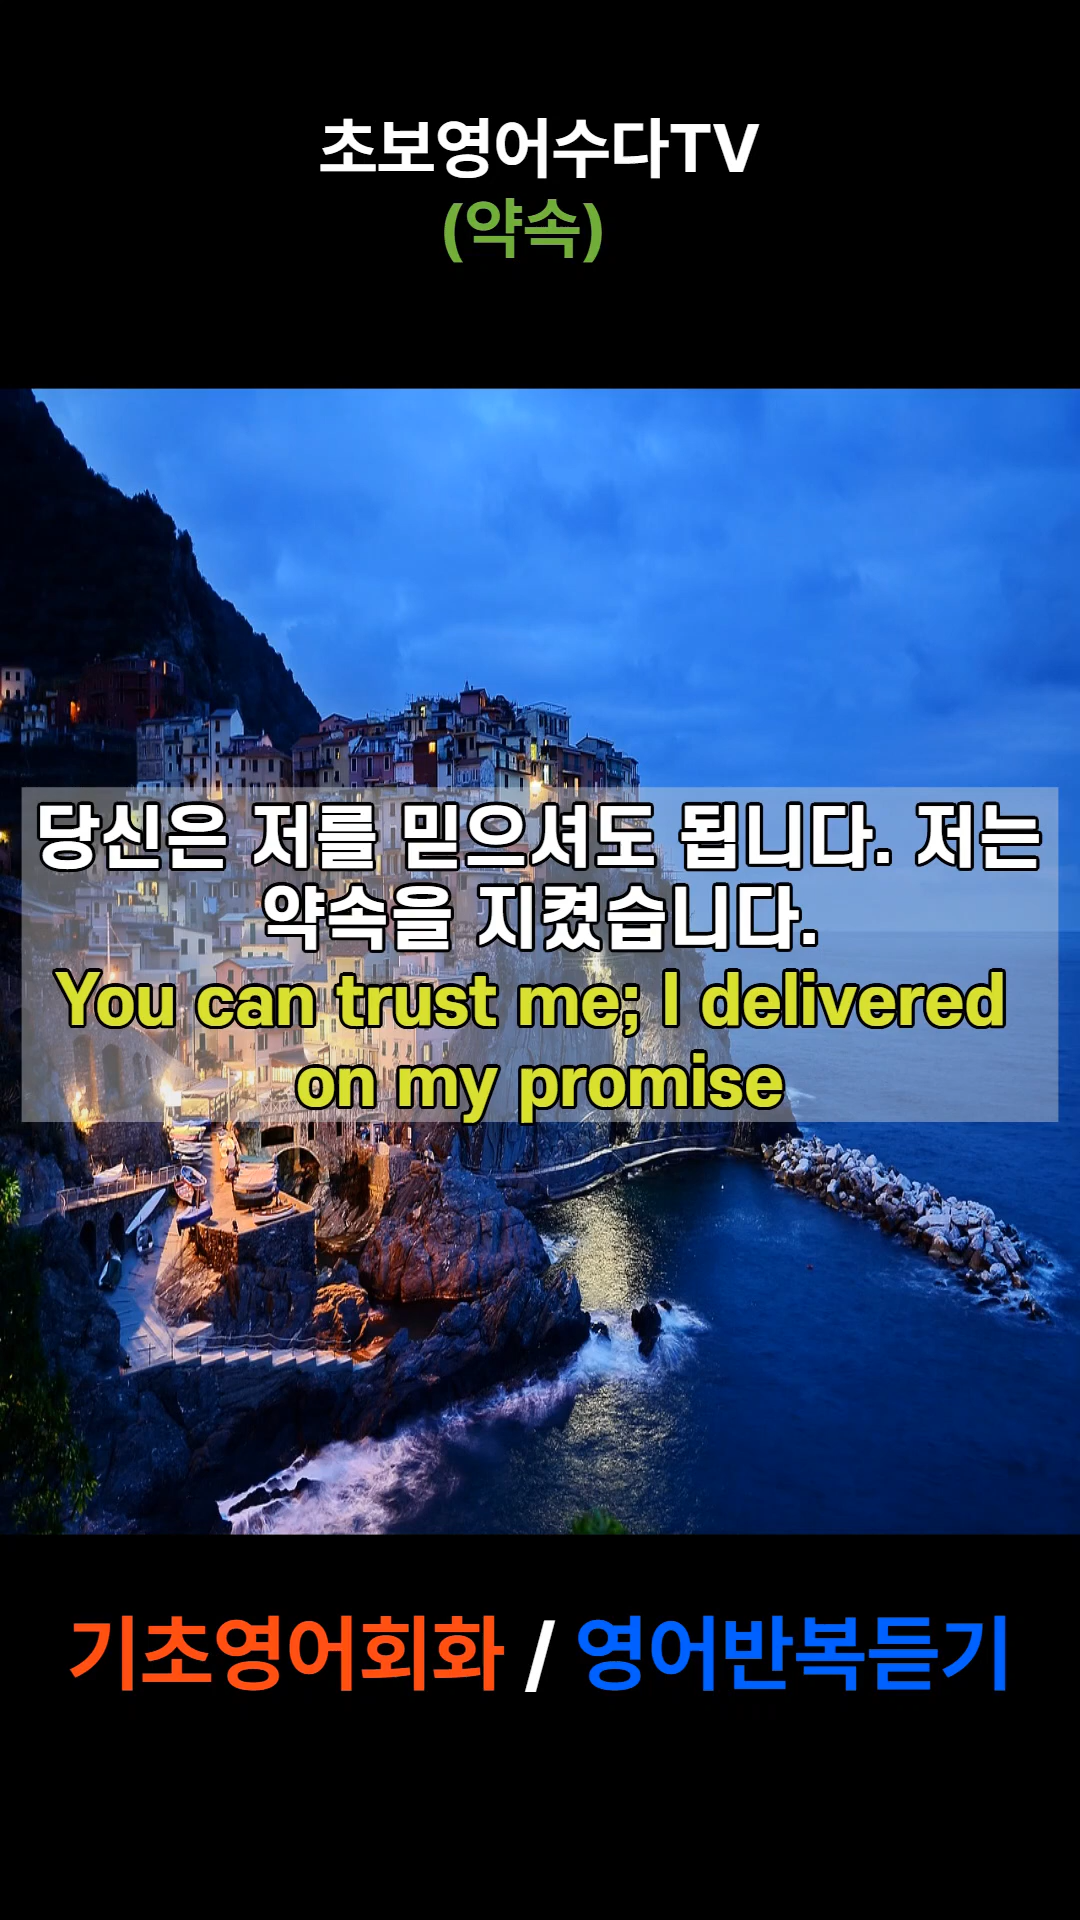 초보영어수다TV
(약속)
당신은 저를 믿으셔도 됩니다. 저는
약속을 지켰습니다.
You can trust me; I delivered
on my promise
기초영어회화 / 영어반복듣기